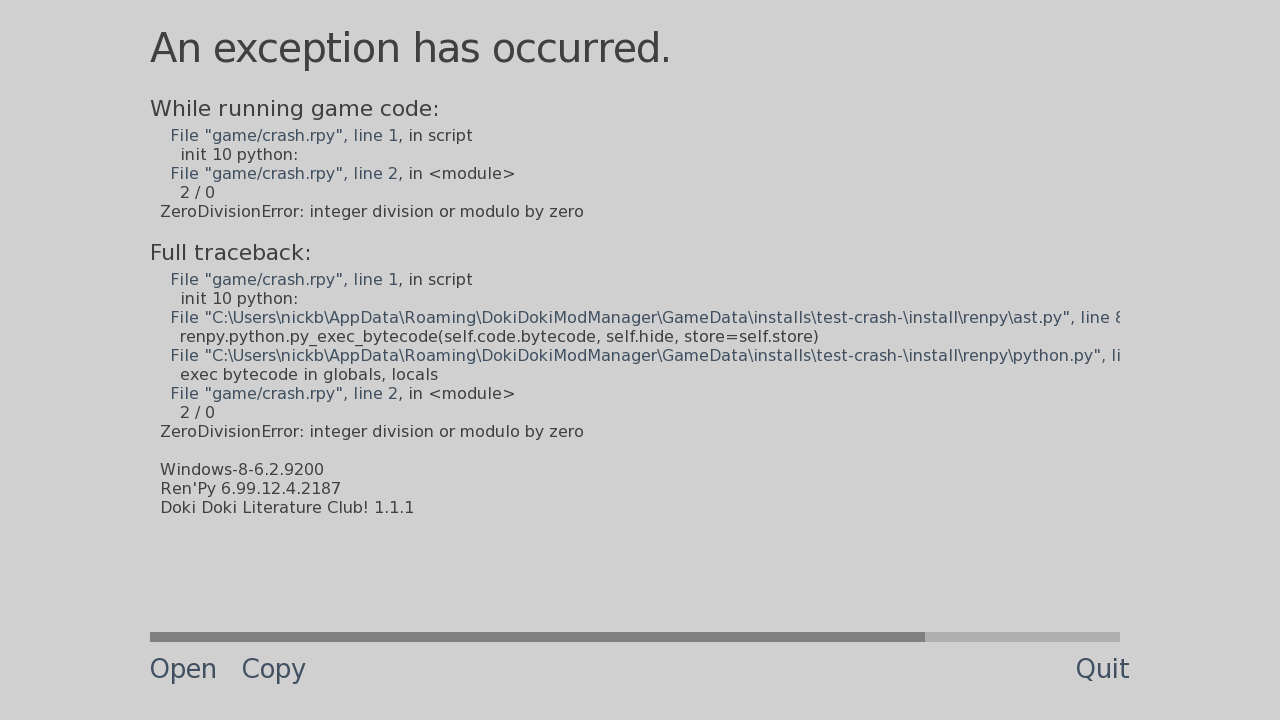 An exception has occurred.
While running game code:
File "game/crash.rpy", line 1, in script
init 10 python:
File "game/crash.rpy", line 2, in <module>
2 / 0
ZeroDivisionError: integer division or modulo by zero
Full traceback:
File "game/crash.rpy", line 1, in script
init 10 python:
File "C:\Users\nickb\AppData\Roaming\DokiDokiModManager\GameData\installs\test-crash-\install\renpy\ast.py", line
renpy.python.py_exec_bytecode(self.code.bytecode, self.hide, store=self.store)
File "C:\Users\nickb\AppData\Roaming\DokiDokiModManager\GameData\installs\test-crash-\install\renpy\python.py", li
exec bytecode in globals, locals
File "game/crash.rpy", line 2, in <module>
2 / 0
ZeroDivisionError: integer division or modulo by zero
Windows-8-6.2.9200
Ren'Py 6.99.12.4.2187
Doki Doki Literature Club! 1.1.1
Open Copy Quit